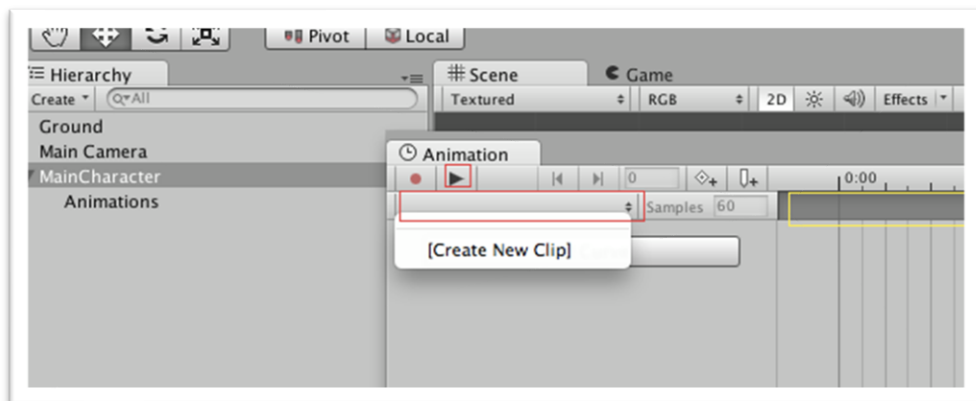 Pivot Local
Hierarchy
Create All
Scene Game
Textured RGB 2D Effects
Ground
Main Camera
MainCharacter
Animations
Animation
0 0:00
Samples 60
[Create New Clip]